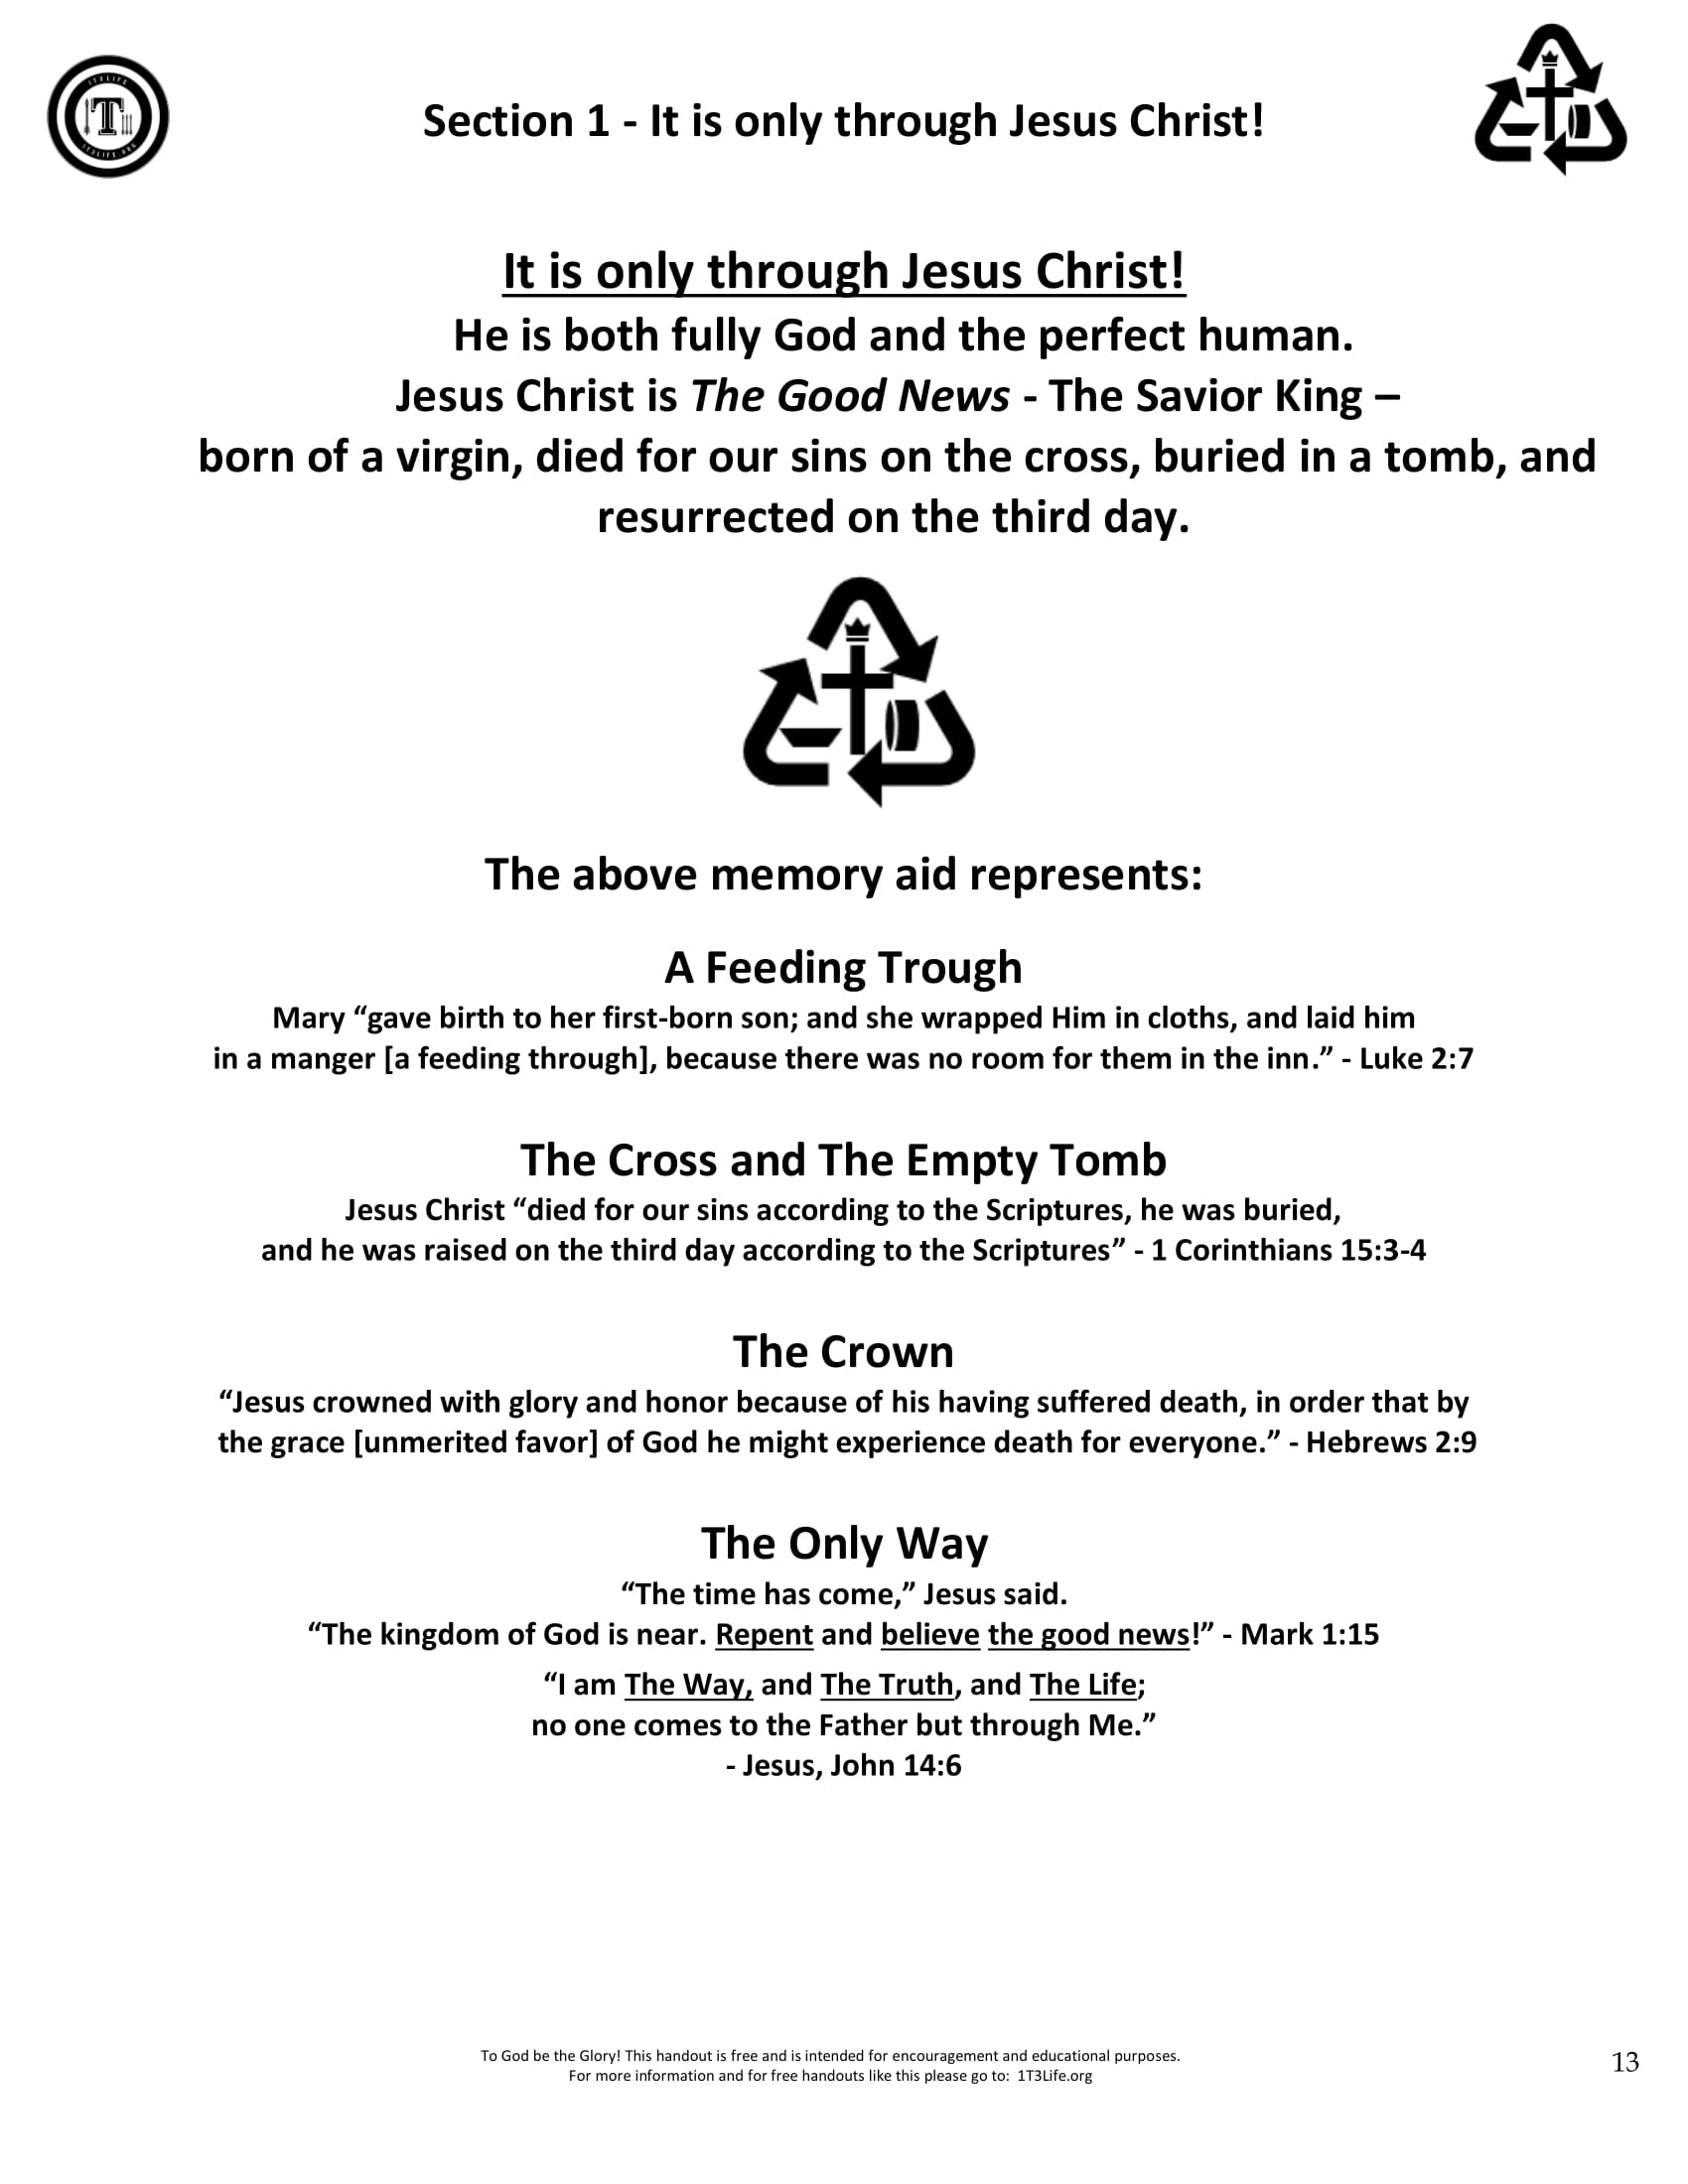 1T3LIFE
T
1T3LIFE.ORG
Section 1 - It is only through Jesus Christ!
It is only through Jesus Christ!
He is both fully God and the perfect human.
Jesus Christ is The Good News - The Savior King –
born of a virgin, died for our sins on the cross, buried in a tomb, and
resurrected on the third day.
The above memory aid represents:
A Feeding Trough
Mary “gave birth to her first-born son; and she wrapped Him in cloths, and laid him
in a manger [a feeding through], because there was no room for them in the inn.” - Luke 2:7
The Cross and The Empty Tomb
Jesus Christ “died for our sins according to the Scriptures, he was buried,
and he was raised on the third day according to the Scriptures” - 1 Corinthians 15:3-4
The Crown
“Jesus crowned with glory and honor because of his having suffered death, in order that by
the grace [unmerited favor] of God he might experience death for everyone.” - Hebrews 2:9
The Only Way
“The time has come,” Jesus said.
“The kingdom of God is near. Repent and believe the good news!” - Mark 1:15
“I am The Way, and The Truth, and The Life;
no one comes to the Father but through Me.”
- Jesus, John 14:6
To God be the Glory! This handout is free and is intended for encouragement and educational purposes.
For more information and for free handouts like this please go to:  1T3Life.org
13